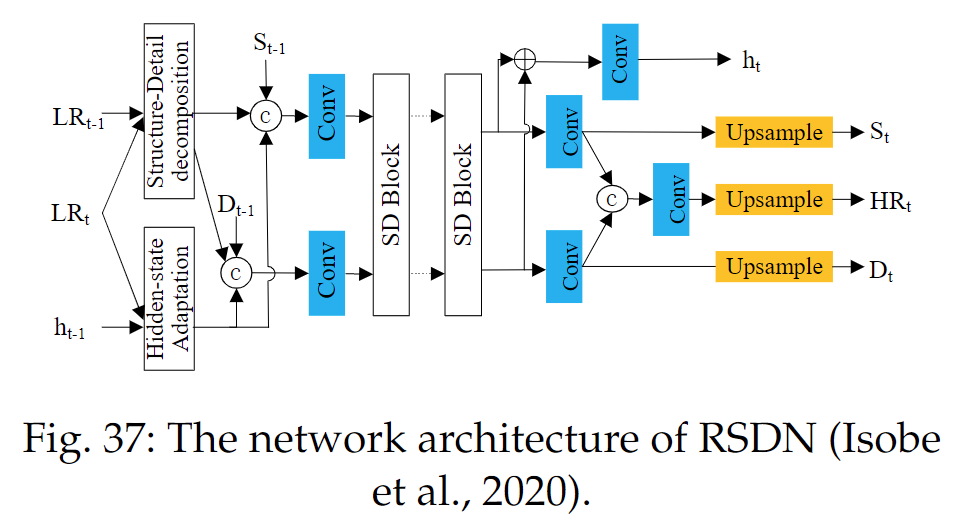 S_{t-1}
LR_{t-1}
LR_t
h_{t-1}
Structure-Detail
decomposition
Hidden-state
Adaptation
D_{t-1}
C
C
Conv
Conv
SD Block
SD Block
Conv
h_t
Conv
Conv
C
Conv
Upsample
S_t
Upsample
HR_t
Upsample
D_t
Fig. 37: The network architecture of RSDN (Isobe
et al., 2020).